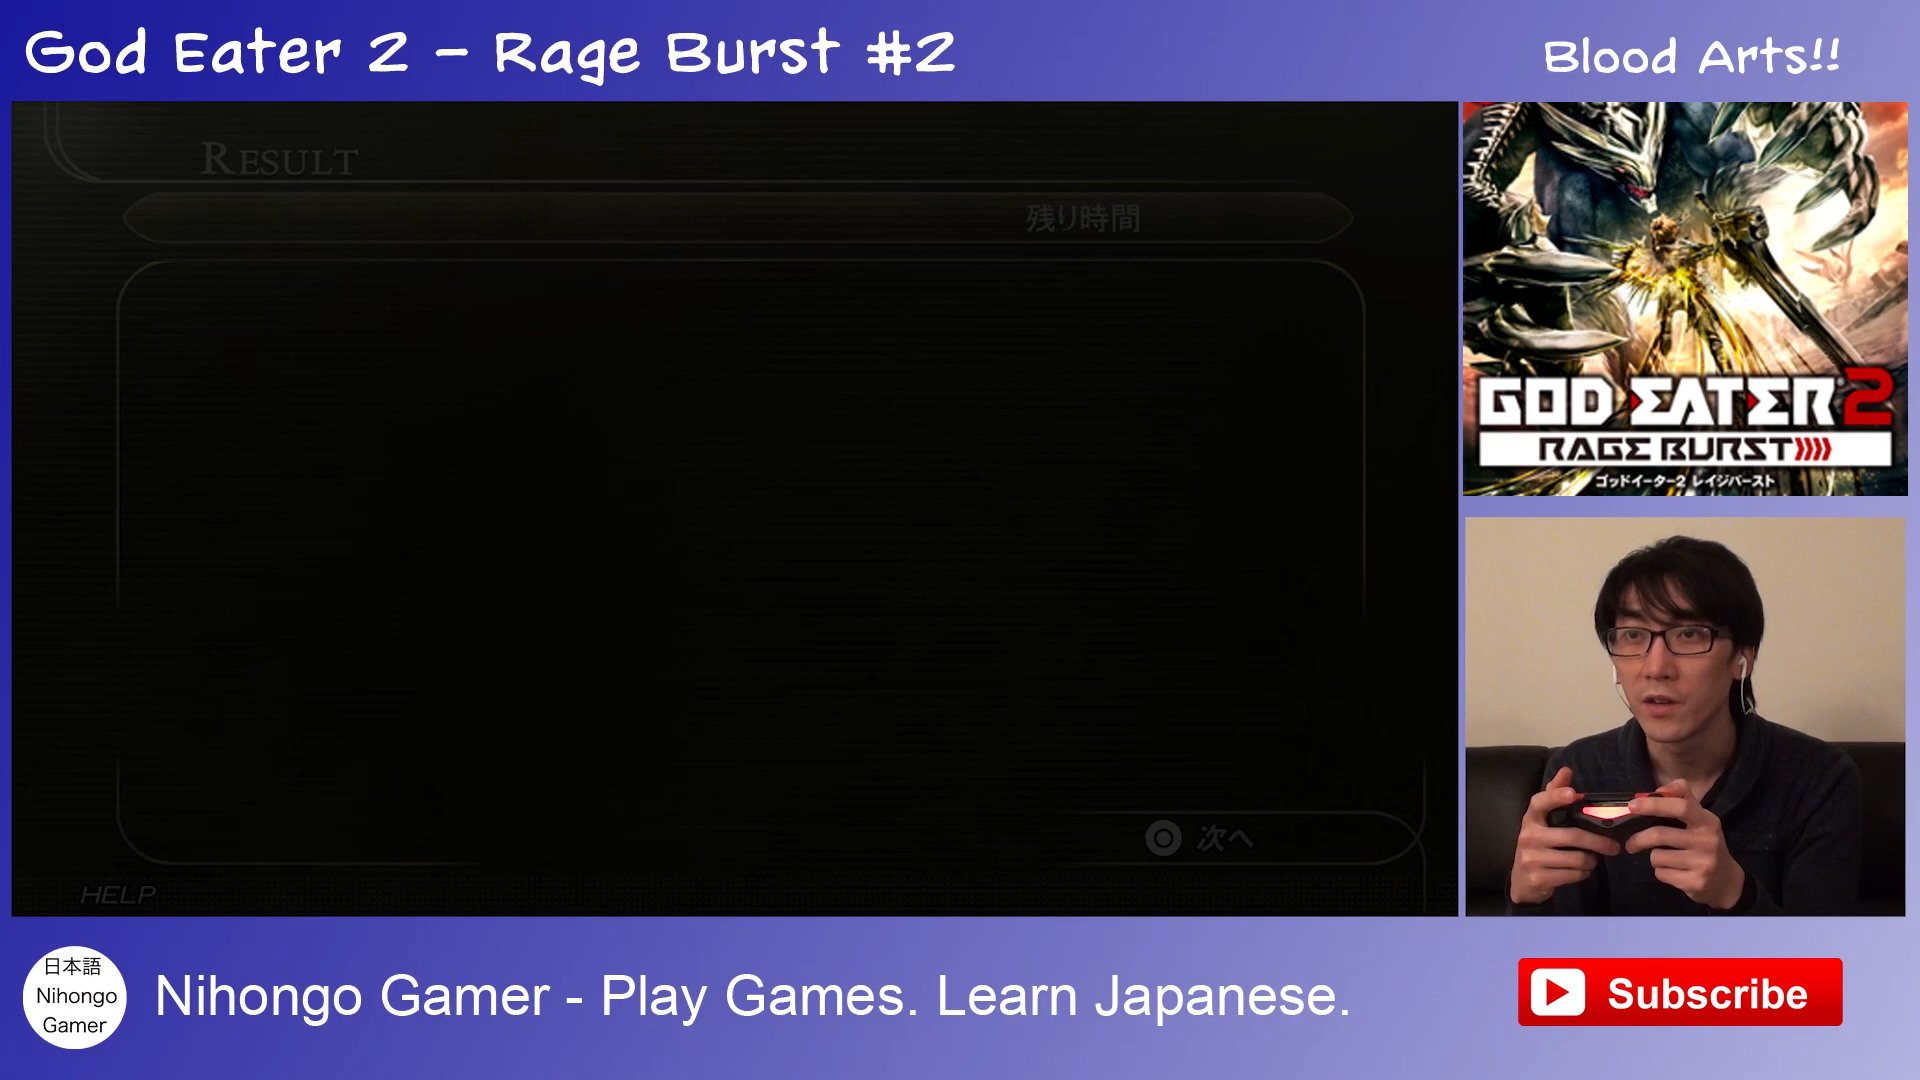 God Eater 2 - Rage Burst #2
Blood Arts!!
RESULT
残り時間
次へ
HELP
GOD EATER 2
RAGE BURST
ゴッドイーター2 レイジバースト
日本語
Nihongo
Gamer
Nihongo Gamer - Play Games. Learn Japanese.
Subscribe